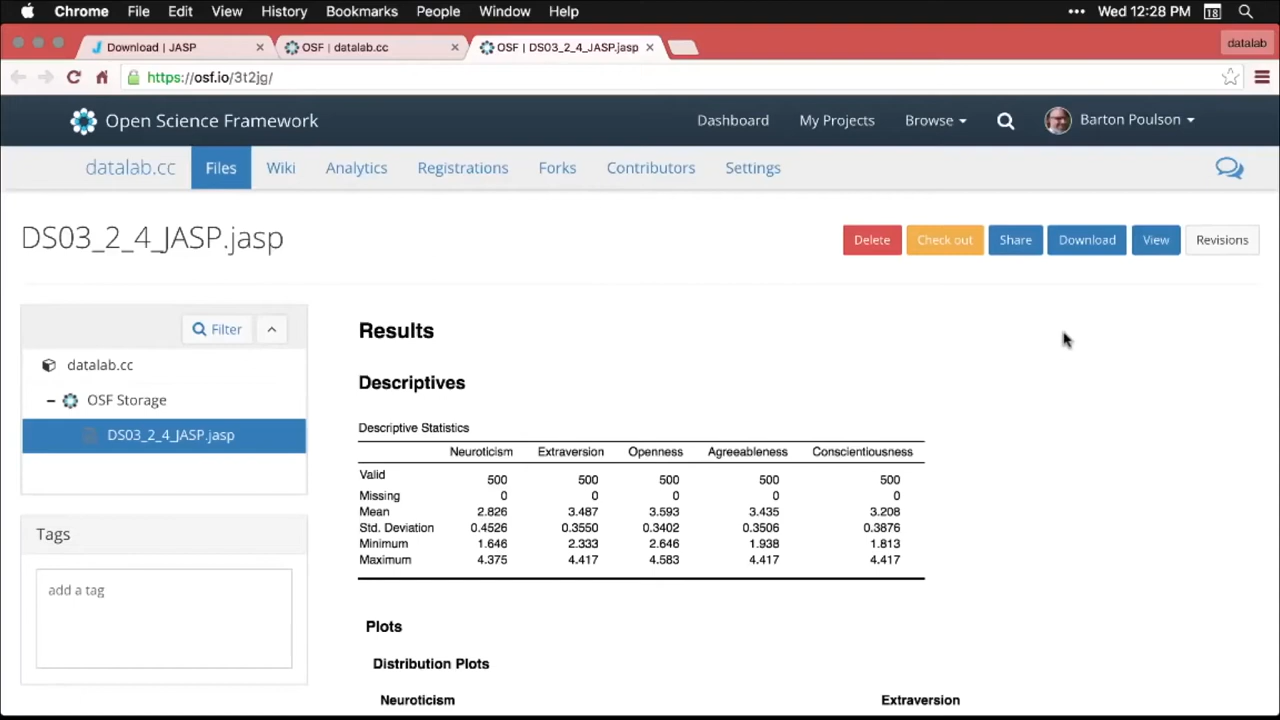 Chrome File Edit View History Bookmarks People Window Help ••• Wed 12:28 PM 18
Download | JASP × OSF | datalab.cc × OSF | DS03_2_4_JASP.jasp × datalab
https://osf.io/3t2jg/
Open Science Framework Dashboard My Projects Browse Barton Poulson
datalab.cc Files Wiki Analytics Registrations Forks Contributors Settings
DS03_2_4_JASP.jasp Delete Check out Share Download View Revisions
Filter
datalab.cc
OSF Storage
DS03_2_4_JASP.jasp
Tags
add a tag
Results
Descriptives
Descriptive Statistics
Neuroticism Extraversion Openness Agreeableness Conscientiousness
Valid 500 500 500 500 500
Missing 0 0 0 0 0
Mean 2.826 3.487 3.593 3.435 3.208
Std. Deviation 0.4526 0.3550 0.3402 0.3506 0.3876
Minimum 1.646 2.333 2.646 1.938 1.813
Maximum 4.375 4.417 4.583 4.417 4.417
Plots
Distribution Plots
Neuroticism Extraversion